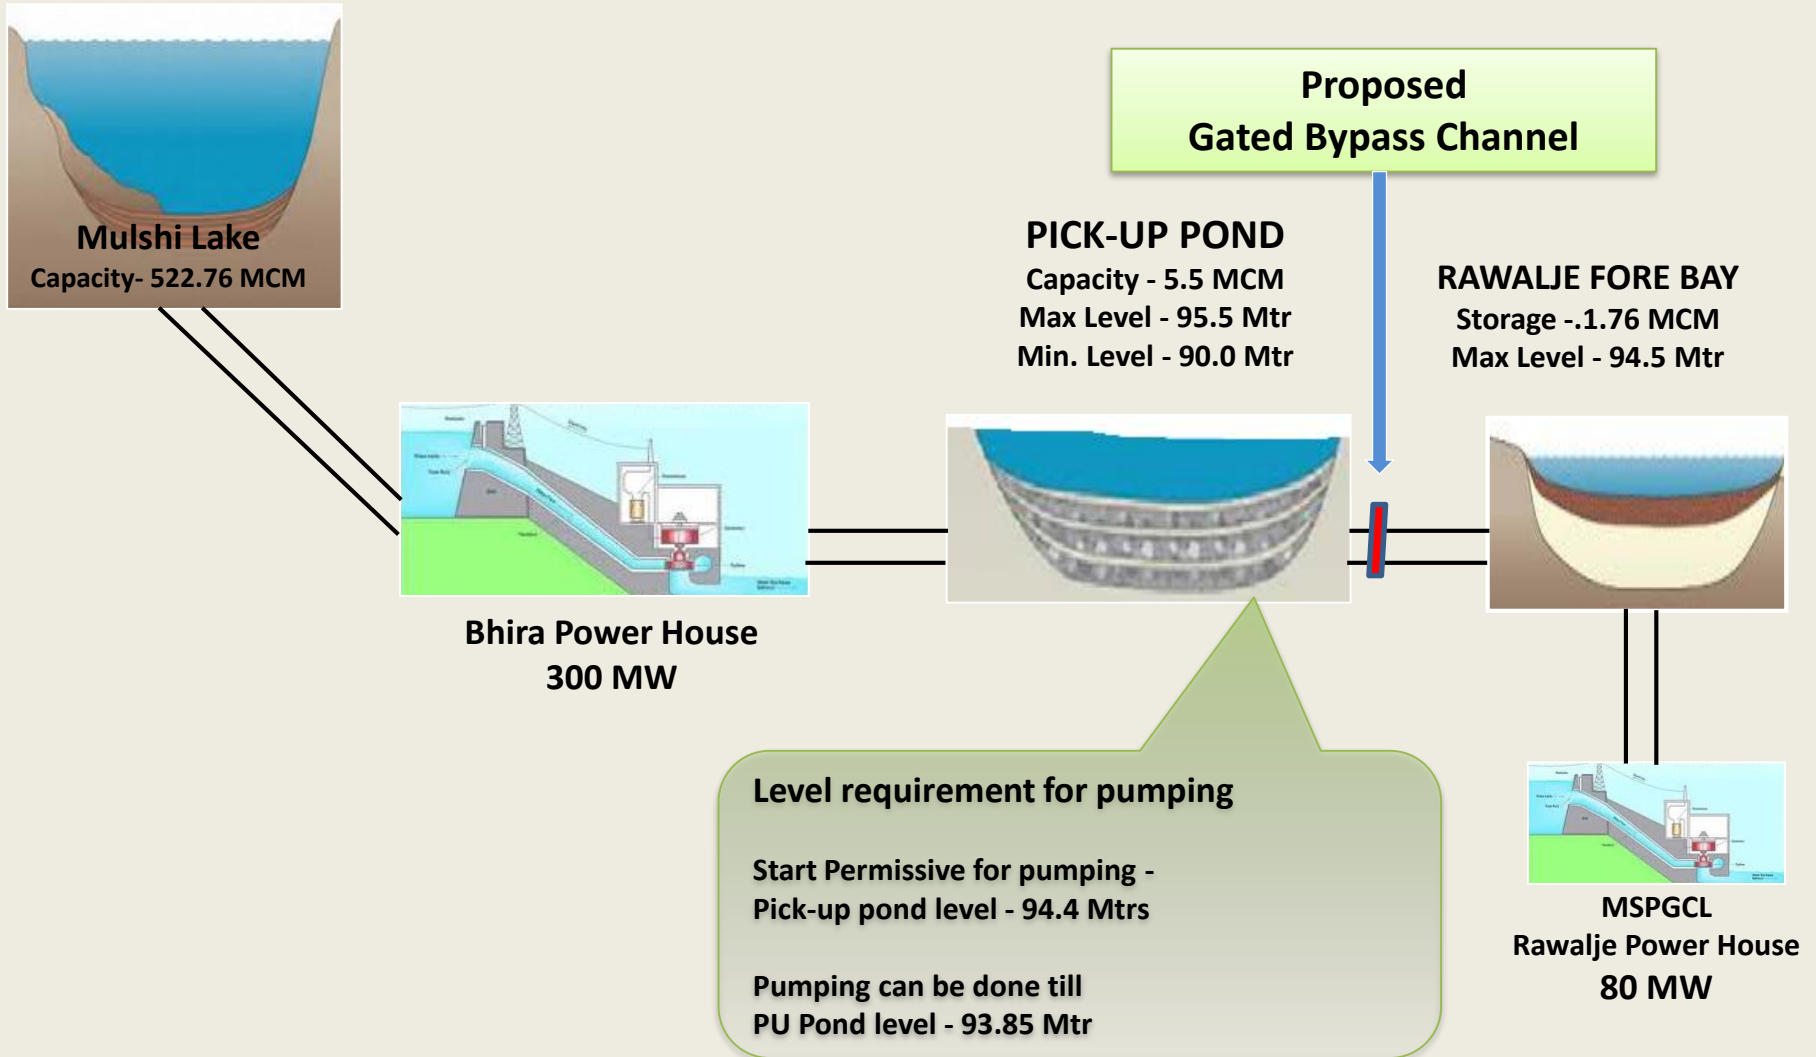 Mulshi Lake
Capacity- 522.76 MCM
Proposed
Gated Bypass Channel
PICK-UP POND
Capacity - 5.5 MCM
Max Level - 95.5 Mtr
Min. Level - 90.0 Mtr
RAWALJE FORE BAY
Storage -.1.76 MCM
Max Level - 94.5 Mtr
Bhira Power House
300 MW
Level requirement for pumping
Start Permissive for pumping -
Pick-up pond level - 94.4 Mtrs
Pumping can be done till
PU Pond level - 93.85 Mtr
MSPGCL
Rawalje Power House
80 MW